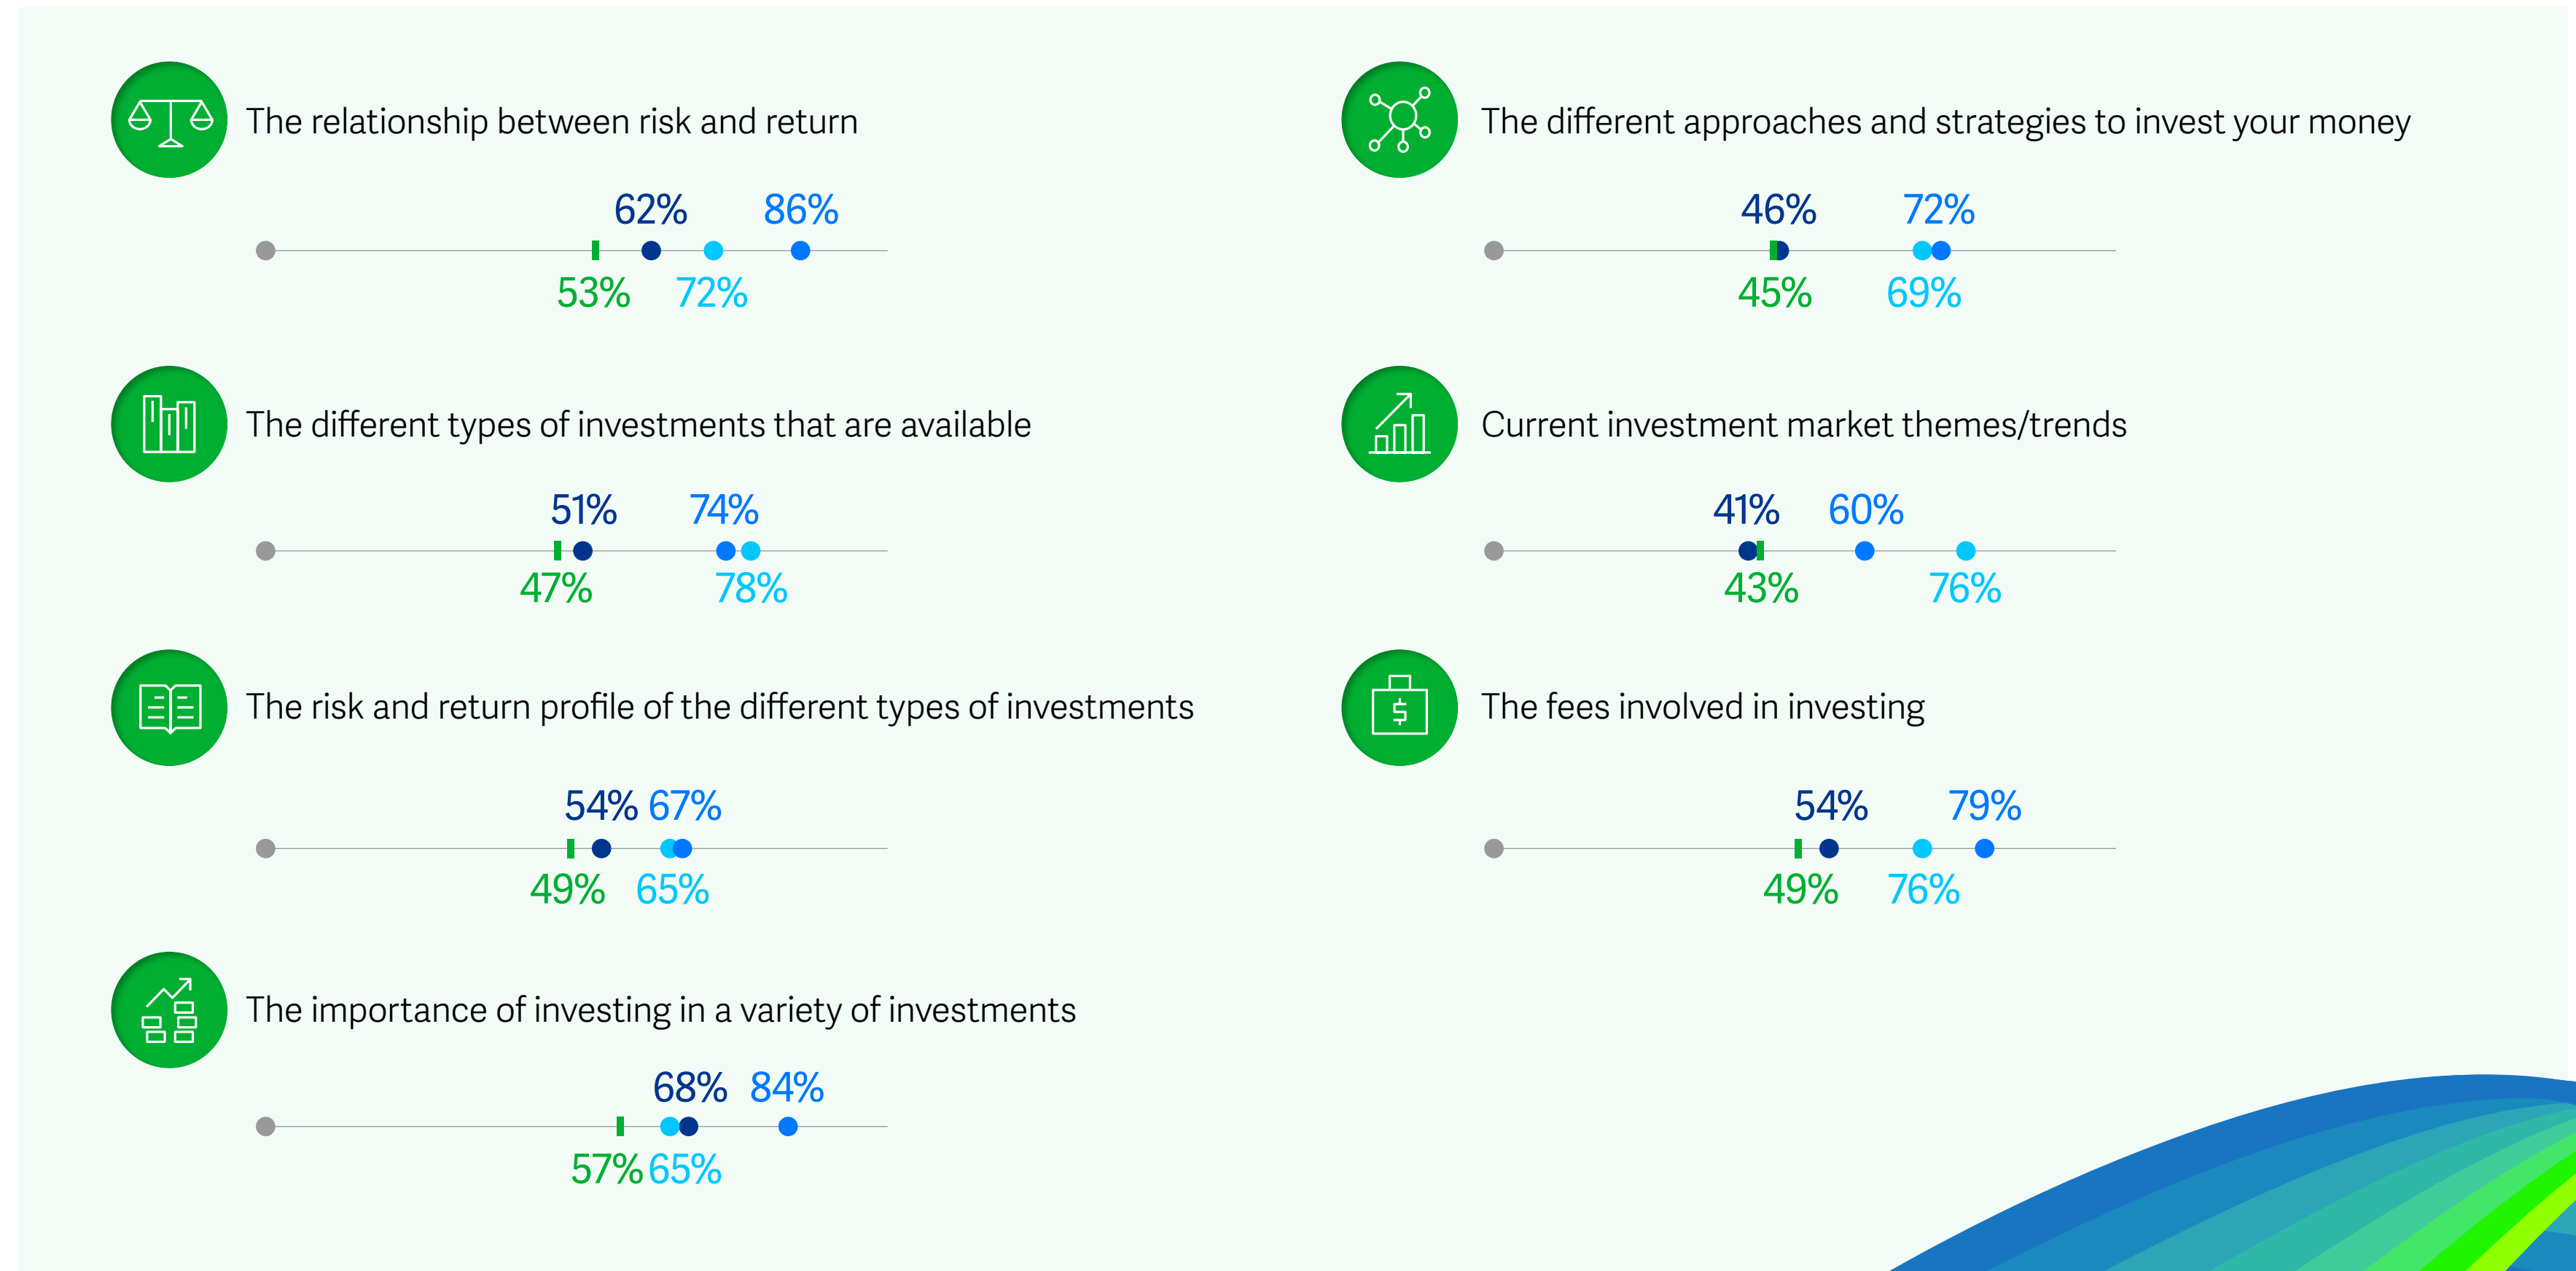 The relationship between risk and return
62% 86%
53% 72%
The different types of investments that are available
51% 74%
47% 78%
The risk and return profile of the different types of investments
54% 67%
49% 65%
The importance of investing in a variety of investments
68% 84%
57% 65%
The different approaches and strategies to invest your money
46% 72%
45% 69%
Current investment market themes/trends
41% 60%
43% 76%
The fees involved in investing
$
54% 79%
49% 76%